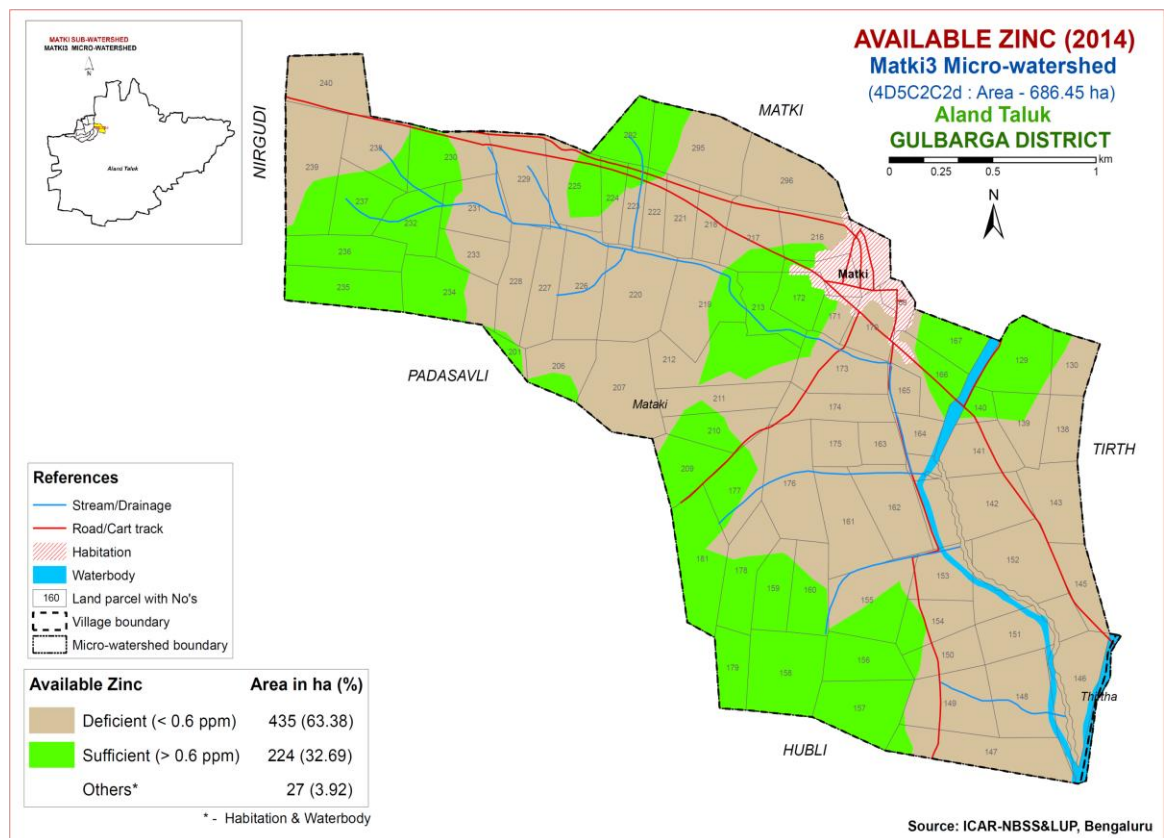 MATKI SUB-WATERSHED
MATKI3 MICRO-WATERSHED
N
Aland Taluk
AVAILABLE ZINC (2014)
Matki3 Micro-watershed
(4D5C2C2d : Area - 686.45 ha)
Aland Taluk
GULBARGA DISTRICT
km
0 0.25 0.5 1
N
NIRGUDI
MATKI
PADASAVLI
TIRTH
HUBLI
Matki
Mataki
240
292
295
296
239
238
230
229
225
224
223
222
221
217
216
237
232
231
233
236
235
234
228
227
226
220
213
172
171
167
166
129
130
201
206
207
212
211
210
209
173
165
174
175
163
164
140
139
138
141
177
176
161
162
142
143
152
178
159
160
155
153
145
154
151
150
156
146
179
158
157
149
148
147
References
Stream/Drainage
Road/Cart track
Habitation
Waterbody
160 Land parcel with No's
Village boundary
Micro-watershed boundary
Available Zinc Area in ha (%)
Deficient (< 0.6 ppm) 435 (63.38)
Sufficient (> 0.6 ppm) 224 (32.69)
Others* 27 (3.92)
* - Habitation & Waterbody
Source: ICAR-NBSS&LUP, Bengaluru